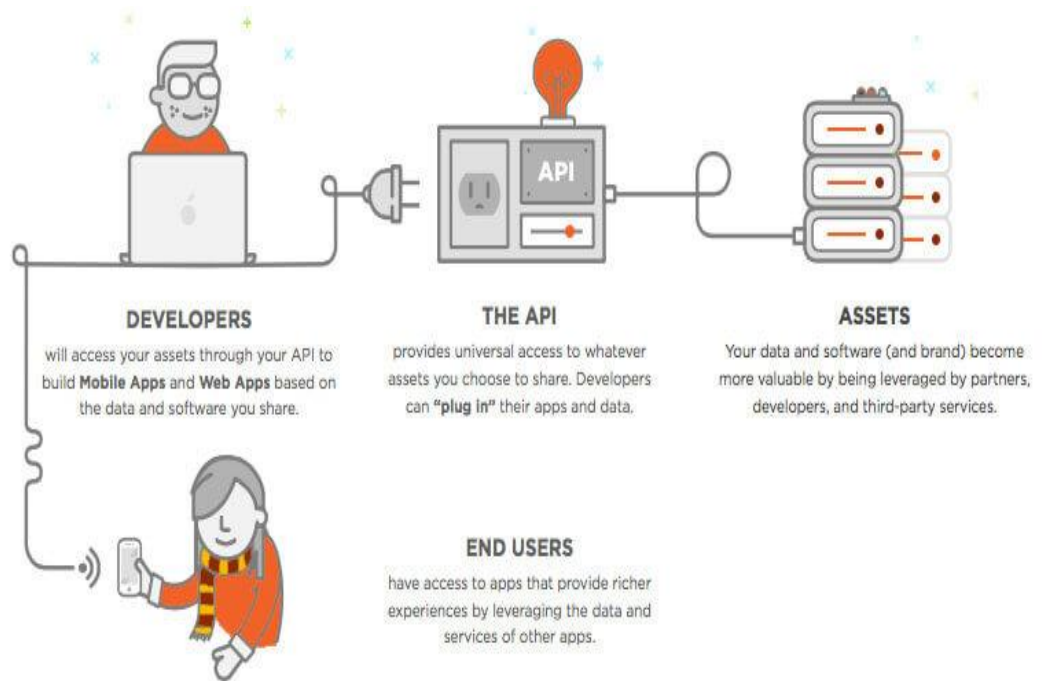 API
DEVELOPERS
will access your assets through your API to
build Mobile Apps and Web Apps based on
the data and software you share.
THE API
provides universal access to whatever
assets you choose to share. Developers
can “plug in” their apps and data.
ASSETS
Your data and software (and brand) become
more valuable by being leveraged by partners,
developers, and third-party services.
END USERS
have access to apps that provide richer
experiences by leveraging the data and
services of other apps.